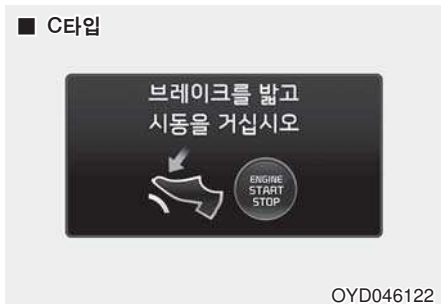 ■ C타입
브레이크를 밟고
시동을 거십시오
ENGINE
START
STOP
OYD046122